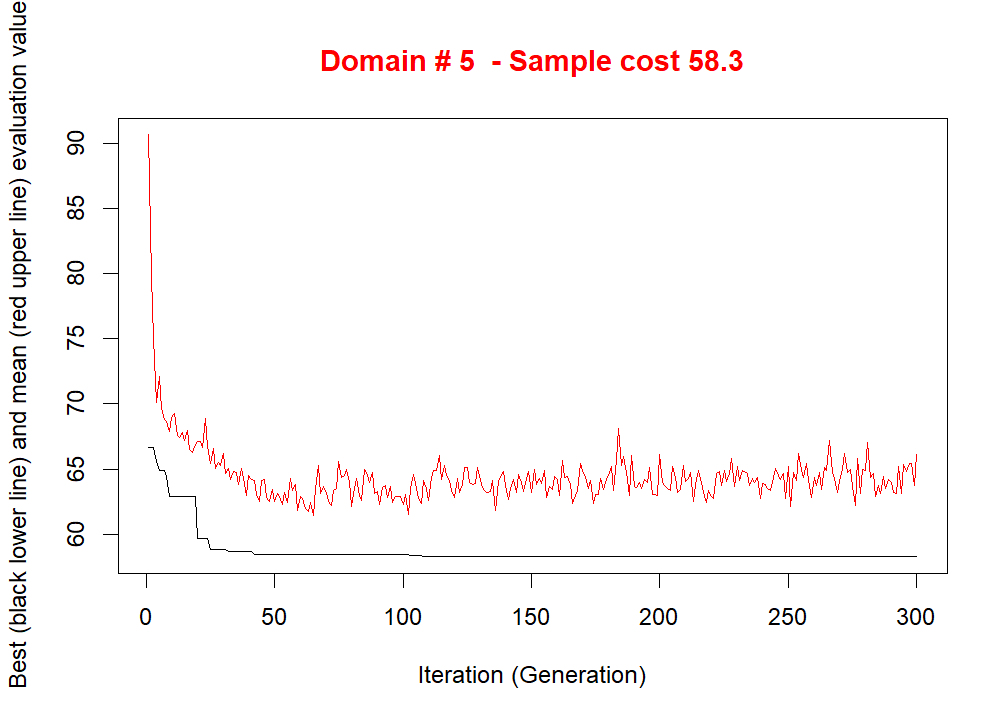 Domain # 5  - Sample cost 58.3
Best (black lower line) and mean (red upper line) evaluation value
90
85
80
75
70
65
60
0 50 100 150 200 250 300
Iteration (Generation)